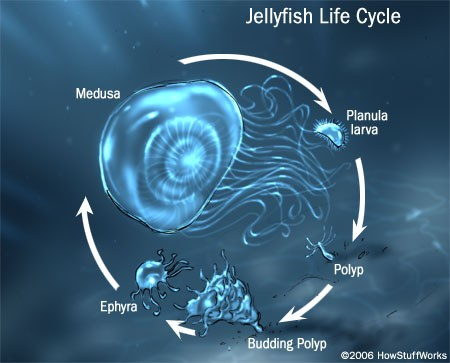 Jellyfish Life Cycle
Medusa
Planula
larva
Polyp
Budding Polyp
Ephyra
©2006 HowStuffWorks